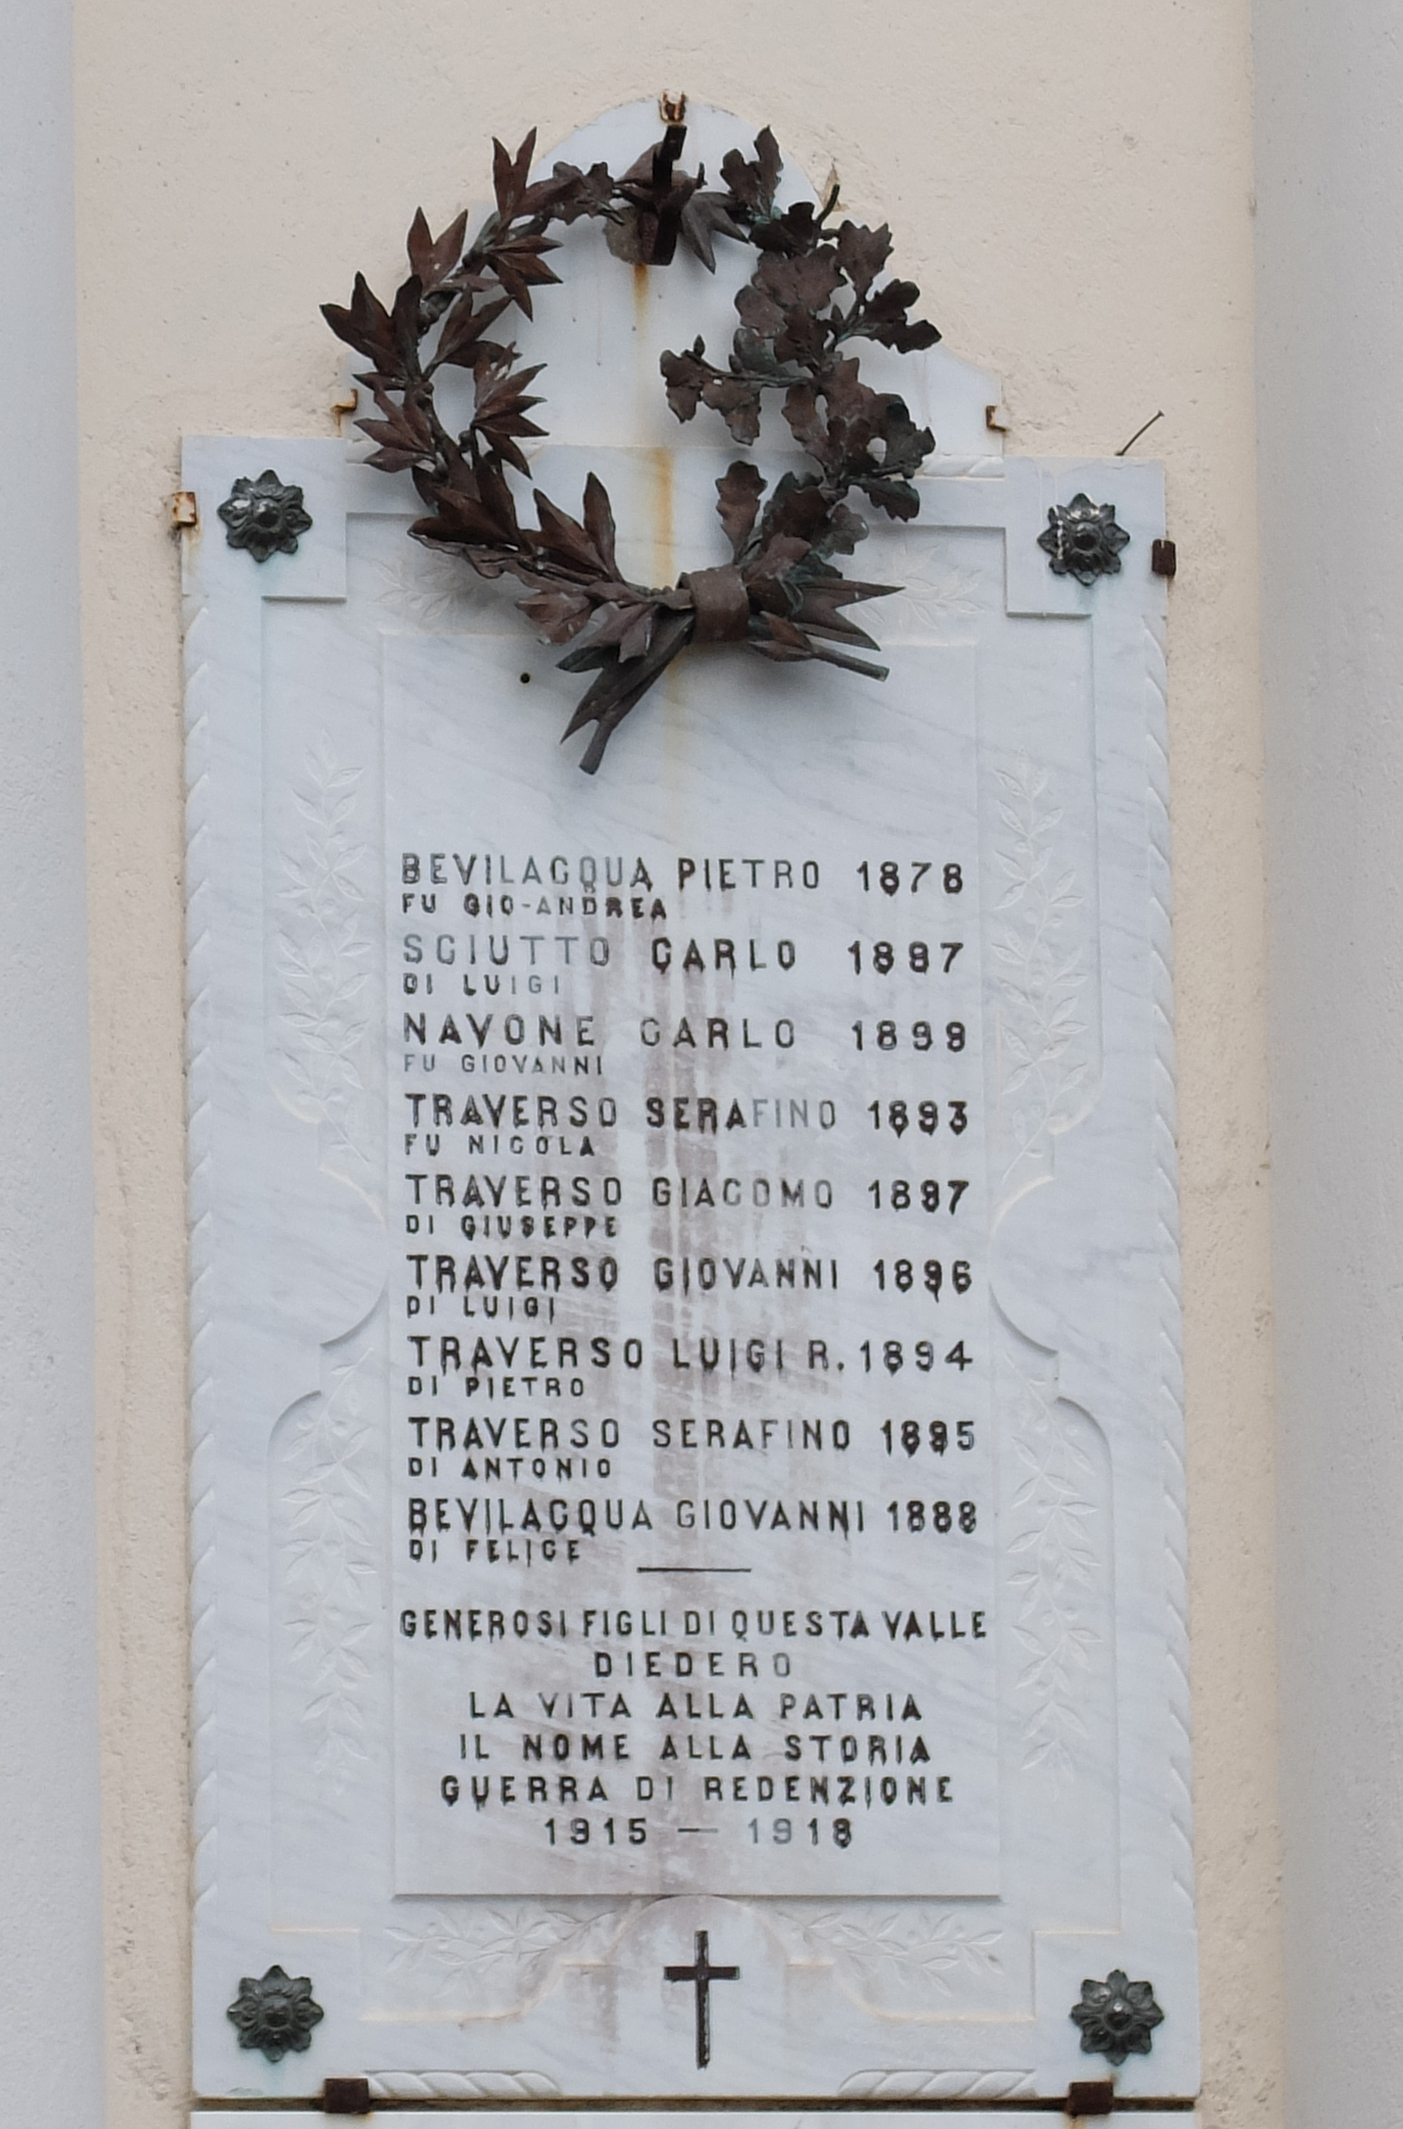 BEVILACQUA PIETRO 1878
FU GIO-ANDREA
SCIUTTO CARLO 1897
DI LUIGI
NAVONE CARLO 1899
FU GIOVANNI
TRAVERSO SERAFINO 1893
FU NICOLA
TRAVERSO GIACOMO 1897
DI GIUSEPPE
TRAVERSO GIOVANNI 1896
DI LUIGI
TRAVERSO LUIGI R. 1894
DI PIETRO
TRAVERSO SERAFINO 1895
DI ANTONIO
BEVILACQUA GIOVANNI 1888
DI FELICE
GENEROSI FIGLI DI QUESTA VALLE
DIEDERO
LA VITA ALLA PATRIA
IL NOME ALLA STORIA
GUERRA DI REDENZIONE
1915 — 1918